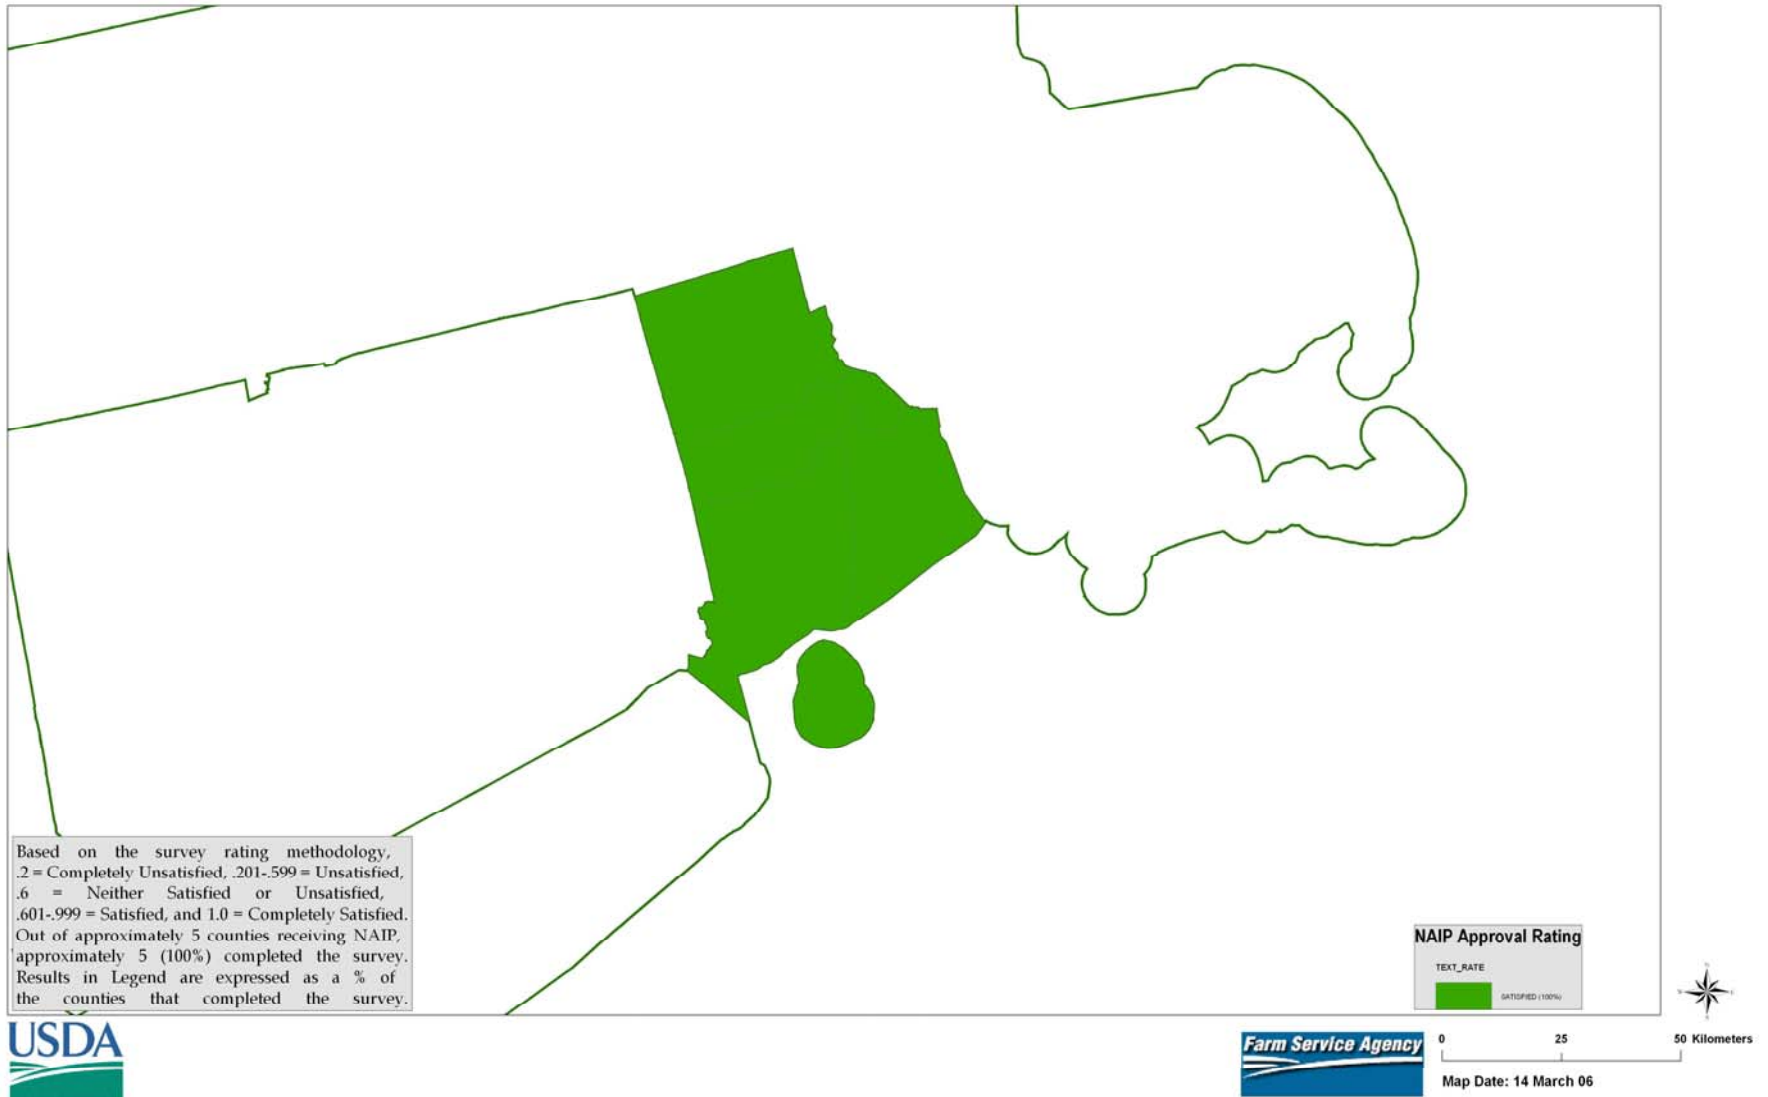 Based on the survey rating methodology,
.2 = Completely Unsatisfied, .201-.599 = Unsatisfied,
.6 = Neither Satisfied or Unsatisfied,
.601-.999 = Satisfied, and 1.0 = Completely Satisfied.
Out of approximately 5 counties receiving NAIP,
approximately 5 (100%) completed the survey.
Results in Legend are expressed as a % of
the counties that completed the survey.
NAIP Approval Rating
TEXT_RATE
SATISFIED (100%)
USDA
Farm Service Agency
0 25 50 Kilometers
Map Date: 14 March 06